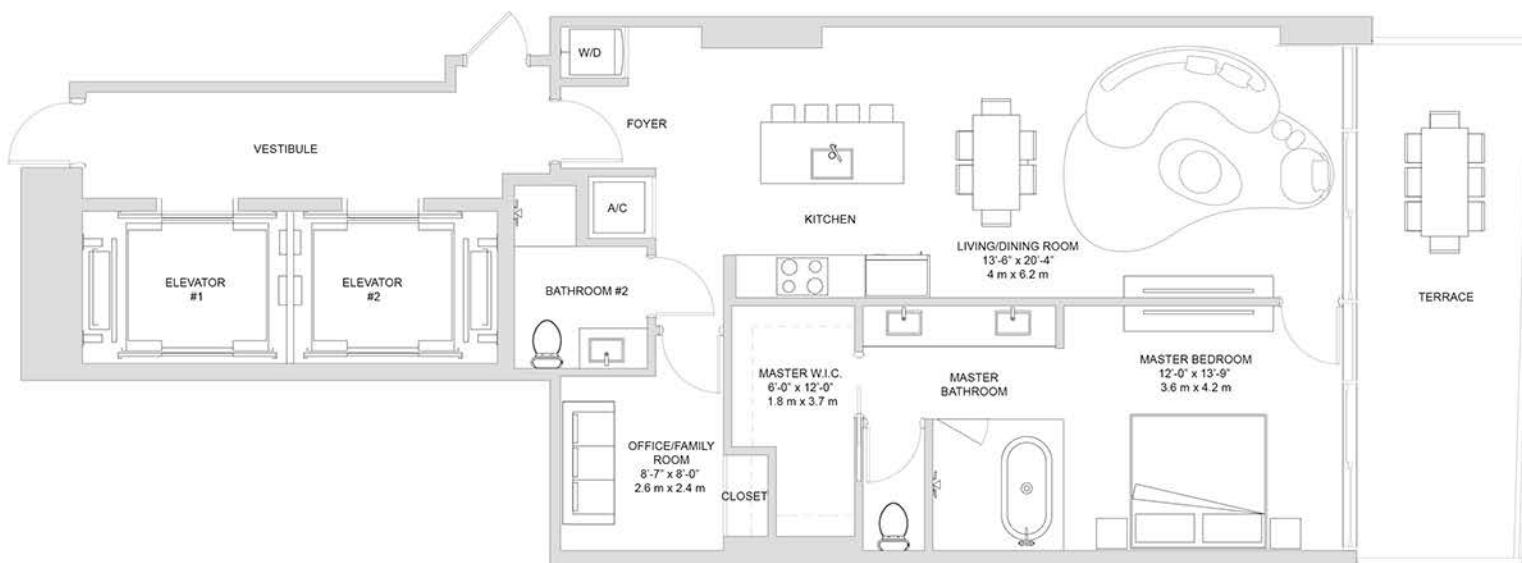 W/D
FOYER
VESTIBULE
A/C
KITCHEN
LIVING/DINING ROOM
13'-6" x 20'-4"
4 m x 6.2 m
ELEVATOR
#1
ELEVATOR
#2
BATHROOM #2
TERRACE
MASTER W.I.C.
6'-0" x 12'-0"
1.8 m x 3.7 m
MASTER
BATHROOM
MASTER BEDROOM
12'-0" x 13'-9"
3.6 m x 4.2 m
OFFICE/FAMILY
ROOM
8'-7" x 8'-0"
2.6 m x 2.4 m
CLOSET